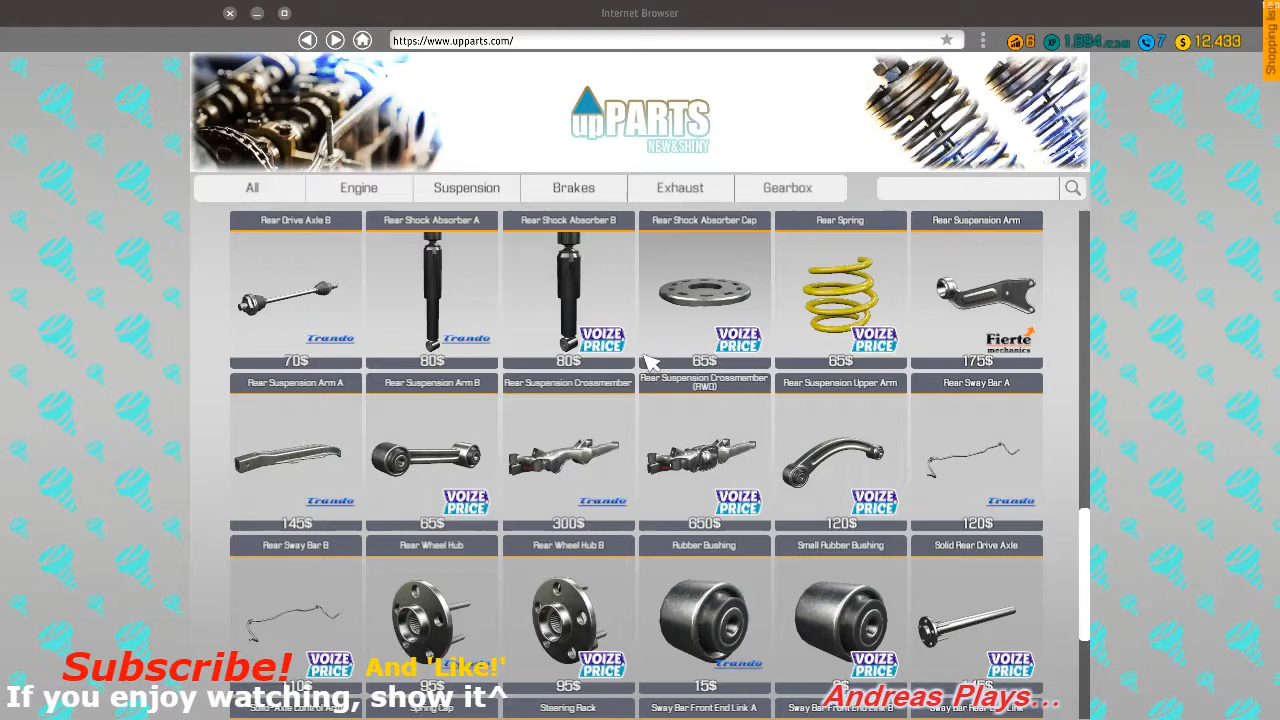 Internet Browser
https://www.upparts.com/
6
7
12,433
Shopping list
upPARTS
NEW&SHINY
All Engine Suspension Brakes Exhaust Gearbox
Rear Drive Axle B Rear Shock Absorber A Rear Shock Absorber B Rear Shock Absorber Cap Rear Spring Rear Suspension Arm
Trando Trando VOIZE PRICE VOIZE PRICE VOIZE PRICE Fierte mechanics
70$ 80$ 80$ 65$ 65$ 175$
Rear Suspension Arm A Rear Suspension Arm B Rear Suspension Crossmember Rear Suspension Crossmember (RWD) Rear Suspension Upper Arm Rear Sway Bar A
Trando VOIZE PRICE Trando VOIZE PRICE VOIZE PRICE Trando
145$ 65$ 300$ 650$ 120$ 120$
Rear Sway Bar B Rear Wheel Hub Rear Wheel Hub B Rubber Bushing Small Rubber Bushing Solid Rear Drive Axle
VOIZE PRICE VOIZE PRICE Trando VOIZE PRICE VOIZE PRICE
95$ 95$ 15$
Subscribe! And 'Like!'
If you enjoy watching, show it^
Andreas Plays...
Spring Cap Steering Rack Sway Bar Front End Link A